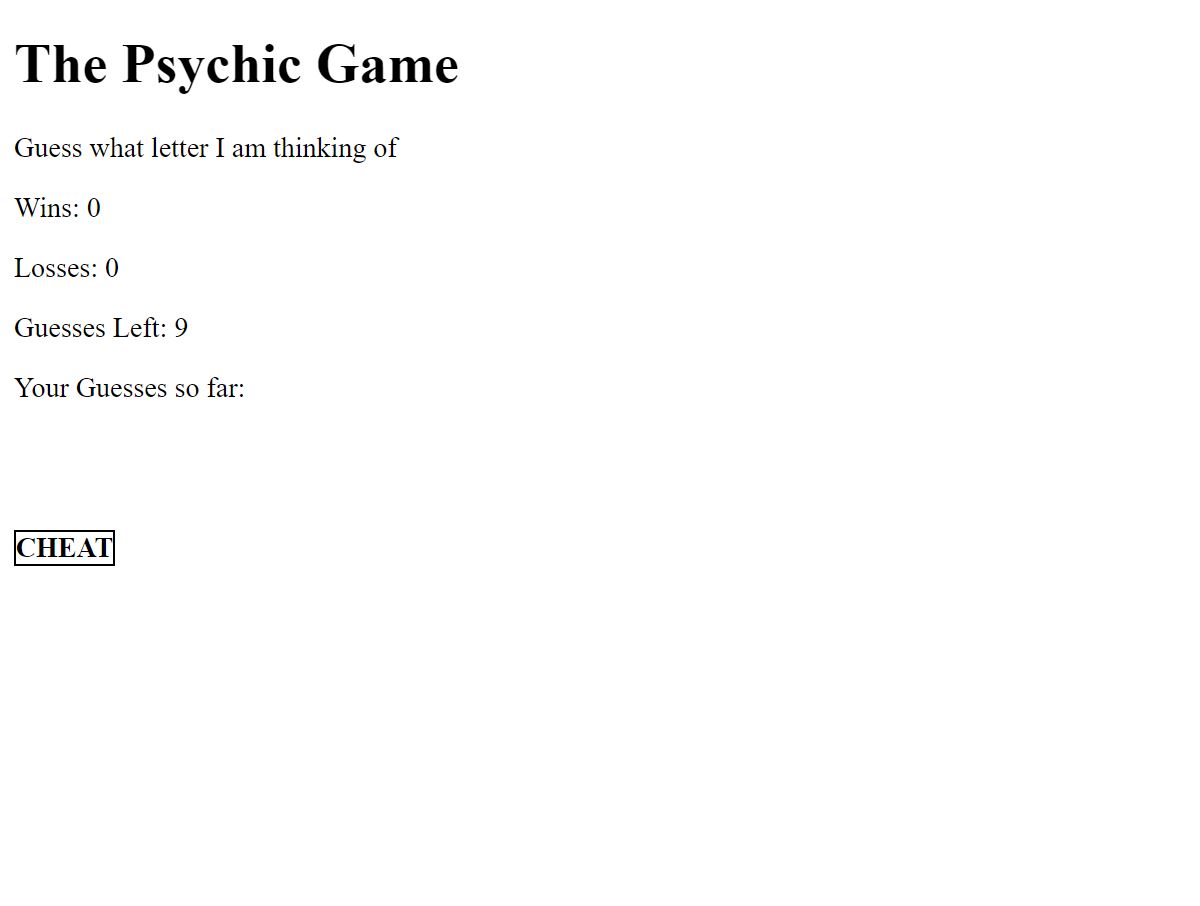 The Psychic Game
Guess what letter I am thinking of
Wins: 0
Losses: 0
Guesses Left: 9
Your Guesses so far:
CHEAT